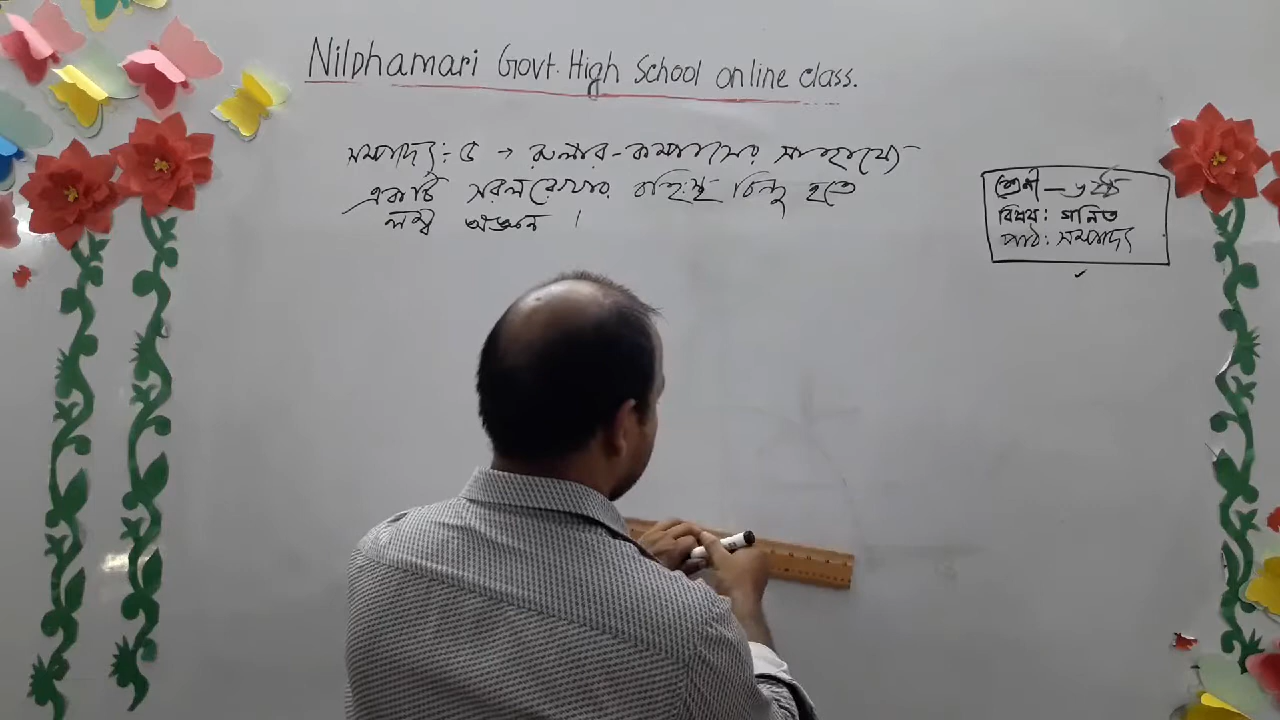 Nilphamari Govt. High School online class.
সম্পাদ্য: ৫ → রুলার-কম্পাসের সাহায্যে
একটি সরলরেখার বহিঃস্থ বিন্দু হতে
লম্ব অঙ্কন ।
শ্রেণী - ৬ষ্ঠ
বিষয়: গনিত
পাঠ: সম্পাদ্য